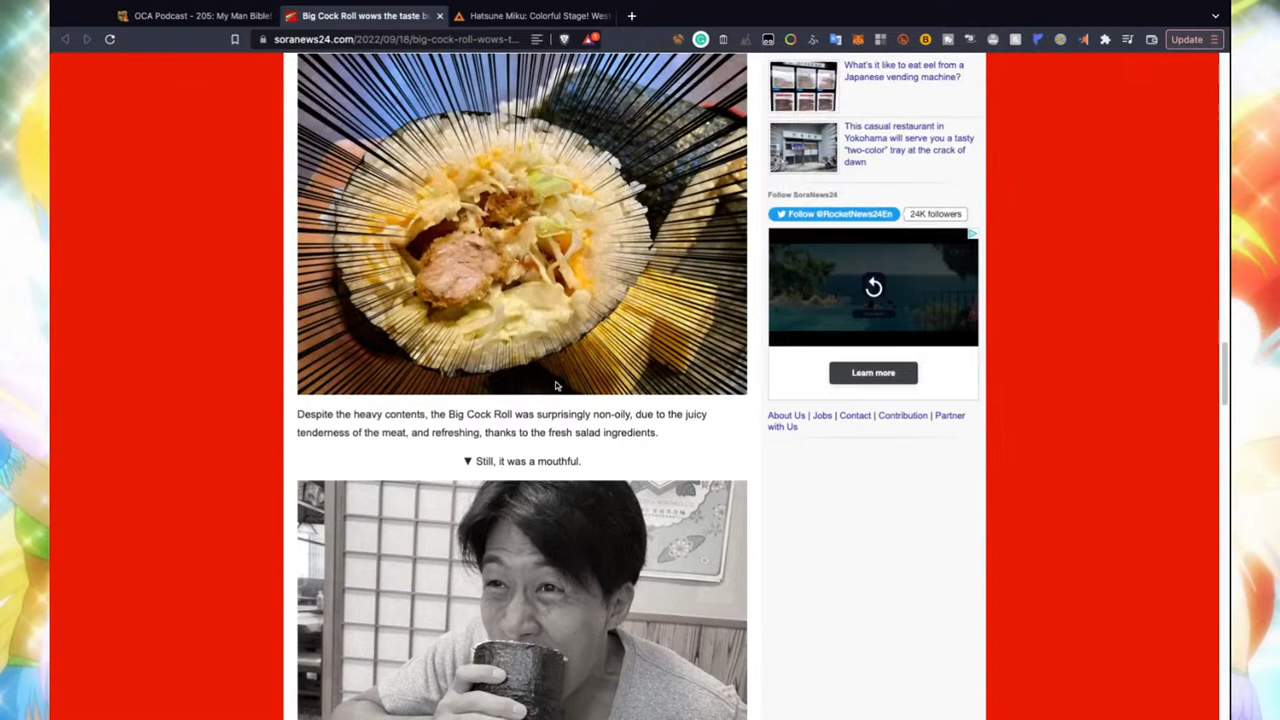 OCA Podcast - 205: My Man Bible!
Big Cock Roll wows the taste bu
Hatsune Miku: Colorful Stage! West
soranews24.com/2022/09/18/big-cock-roll-wows-t...
Update
What's it like to eat eel from a
Japanese vending machine?
This casual restaurant in
Yokohama will serve you a tasty
“two-color” tray at the crack of
dawn
Follow SoraNews24
Follow @RocketNews24En
24K followers
Learn more
About Us | Jobs | Contact | Contribution | Partner
with Us
Despite the heavy contents, the Big Cock Roll was surprisingly non-oily, due to the juicy
tenderness of the meat, and refreshing, thanks to the fresh salad ingredients.
▼ Still, it was a mouthful.